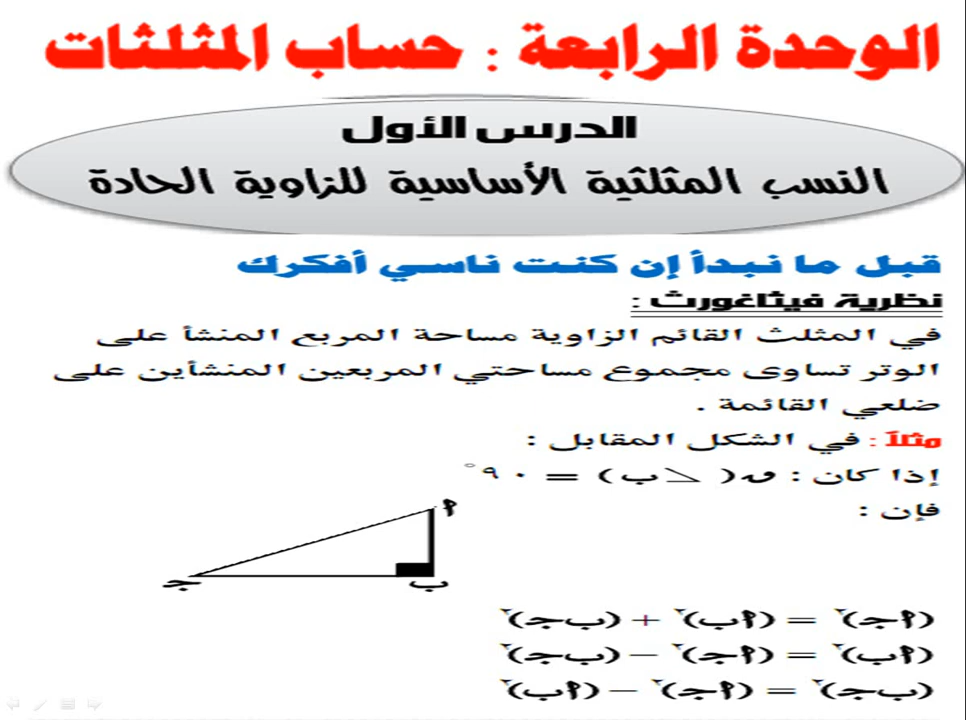 الوحدة الرابعة : حساب المثلثات
الدرس الأول
النسب المثلثية الأساسية للزاوية الحادة
قبل ما نبدأ إن كنت ناسي أفكرك
نظرية فيثاغورث :
في المثلث القائم الزاوية مساحة المربع المنشأ على
الوتر تساوى مجموع مساحتي المربعين المنشأين على
ضلعي القائمة .
مثلاً : في الشكل المقابل :
إذا كان : ق( ∠ ب ) = ٩٠°
فإن :
أ
جـ
ب
(أجـ)٢ = (أب)٢ + (بجـ)٢
(أب)٢ = (أجـ)٢ − (بجـ)٢
(بجـ)٢ = (أجـ)٢ − (أب)٢